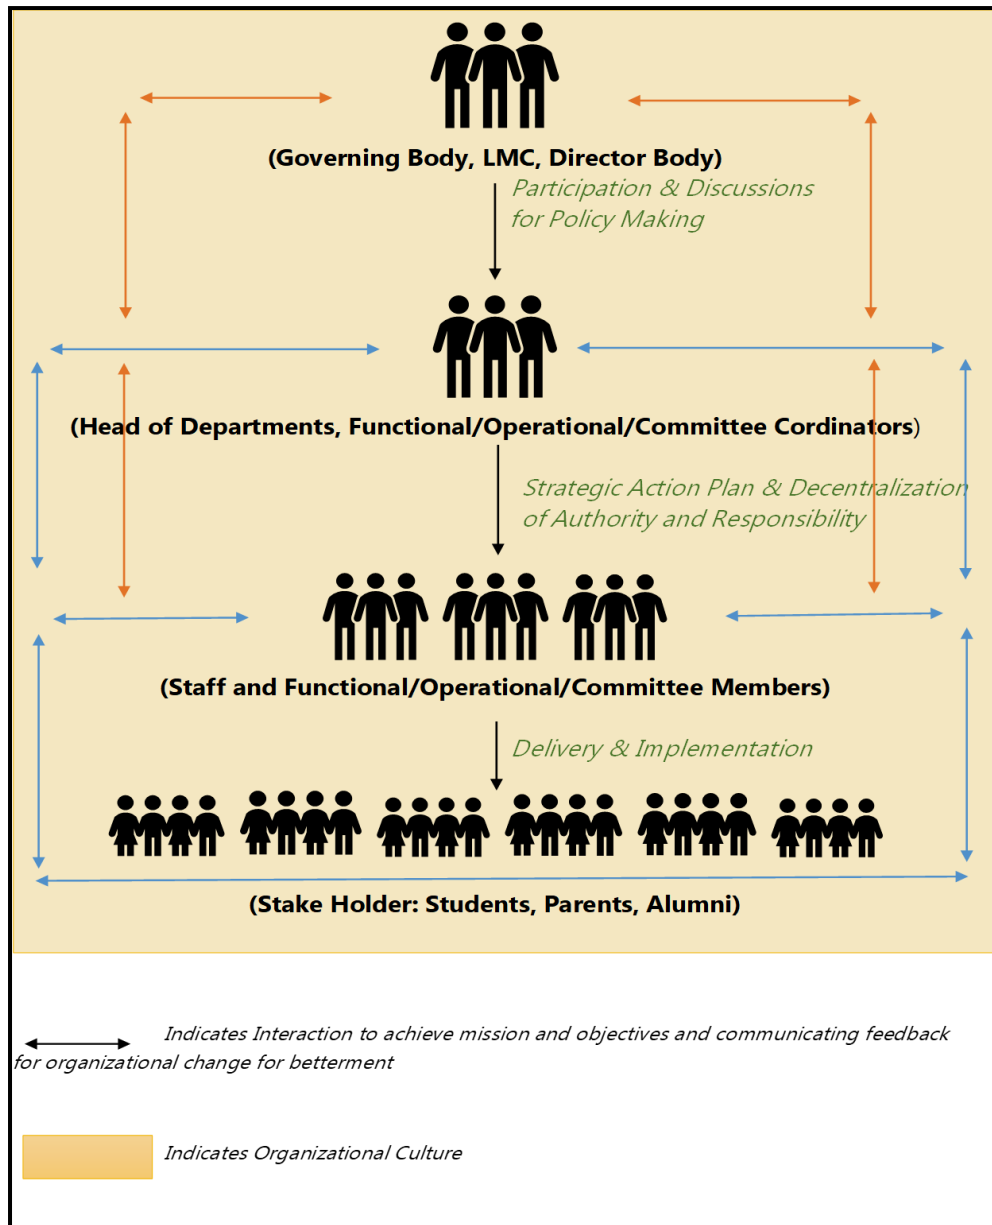 (Governing Body, LMC, Director Body)
Participation & Discussions
for Policy Making
(Head of Departments, Functional/Operational/Committee Cordinators)
Strategic Action Plan & Decentralization
of Authority and Responsibility
(Staff and Functional/Operational/Committee Members)
Delivery & Implementation
(Stake Holder: Students, Parents, Alumni)
Indicates Interaction to achieve mission and objectives and communicating feedback
for organizational change for betterment
Indicates Organizational Culture